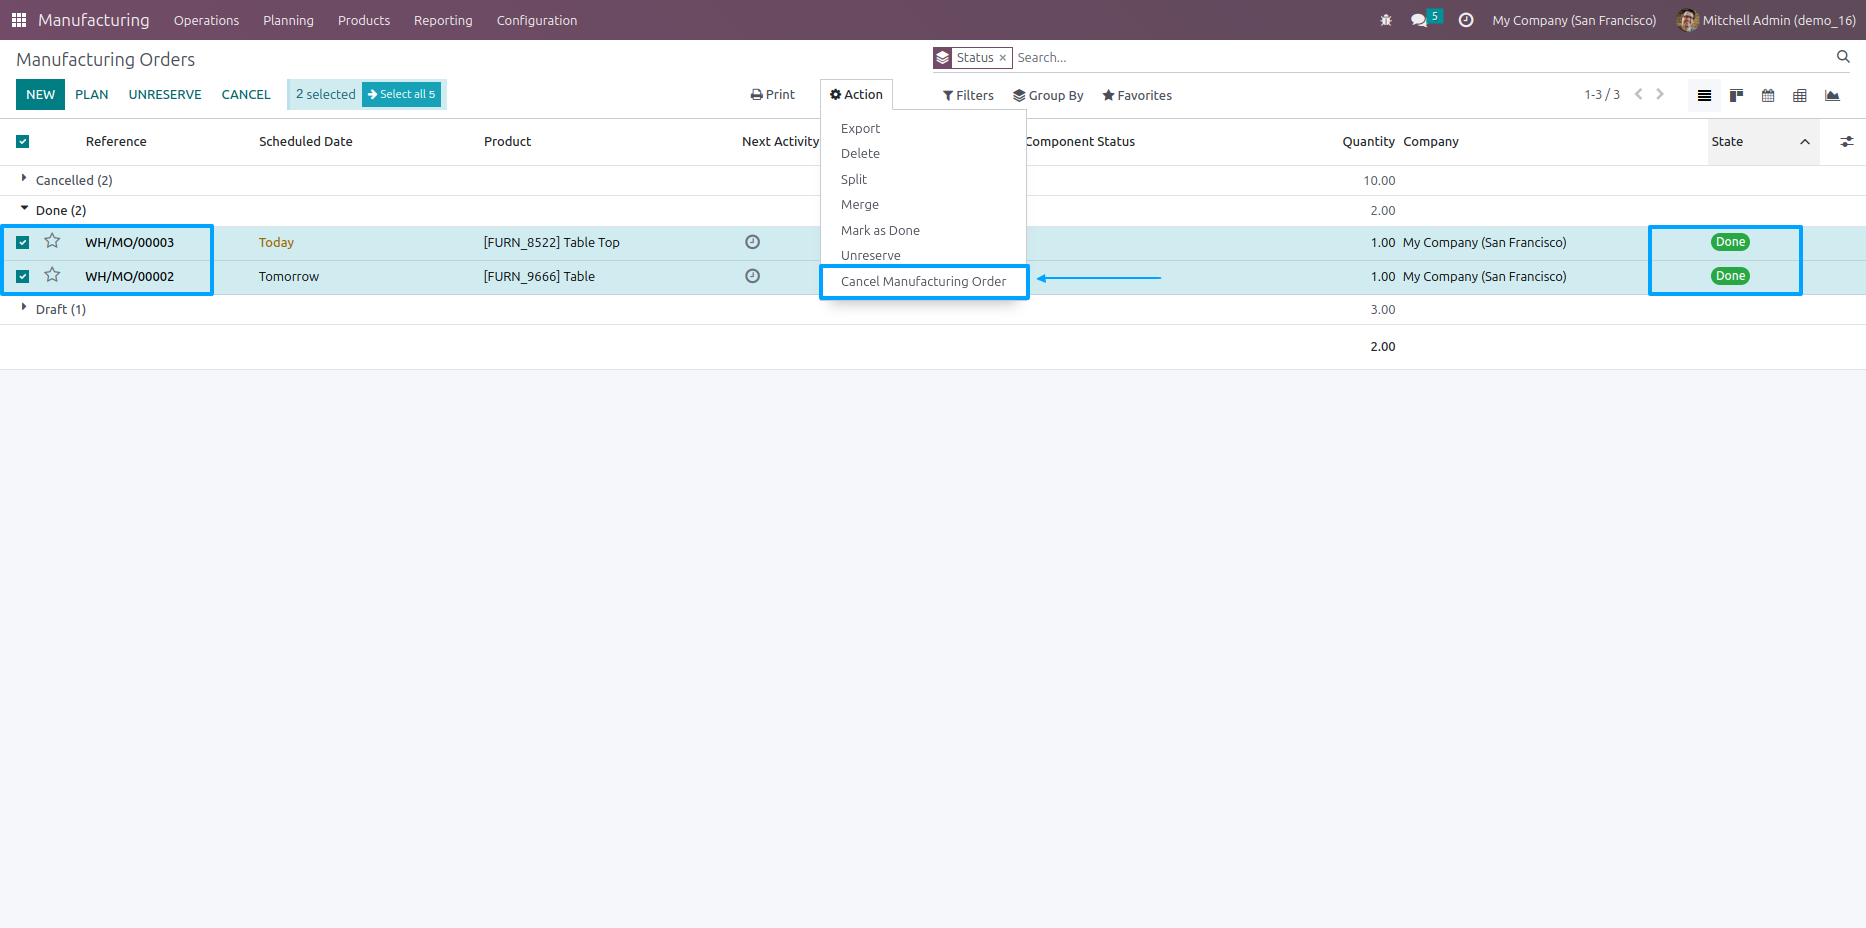 Manufacturing Operations Planning Products Reporting Configuration 5 My Company (San Francisco) Mitchell Admin (demo_16)
Manufacturing Orders Status × Search...
NEW PLAN UNRESERVE CANCEL 2 selected Select all 5 Print Action Filters Group By Favorites 1-3 / 3
Export
Delete
Split
Merge
Mark as Done
Unreserve
Cancel Manufacturing Order
Reference Scheduled Date Product Next Activity Component Status Quantity Company State
Cancelled (2) 10.00
Done (2) 2.00
WH/MO/00003 Today [FURN_8522] Table Top 1.00 My Company (San Francisco) Done
WH/MO/00002 Tomorrow [FURN_9666] Table 1.00 My Company (San Francisco) Done
Draft (1) 3.00
2.00